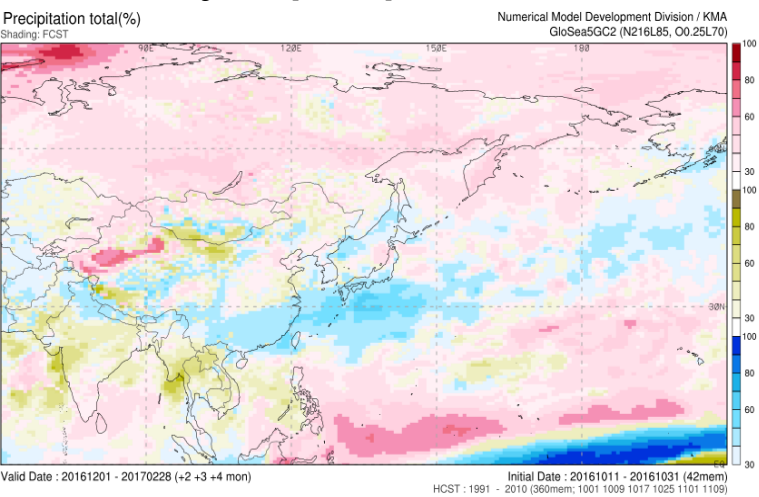 Precipitation total(%)
Numerical Model Development Division / KMA
Shading: FCST
GloSea5GC2 (N216L85, O0.25L70)
90E
120E
150E
180
100
80
60
30
100
80
60
30
100
80
60
30
60N
30N
EQ
Valid Date : 20161201 - 20170228 (+2 +3 +4 mon)
Initial Date : 20161011 - 20161031 (42mem)
HCST : 1991 - 2010 (360mem; 1001 1009 1017 1025 1101 1109)